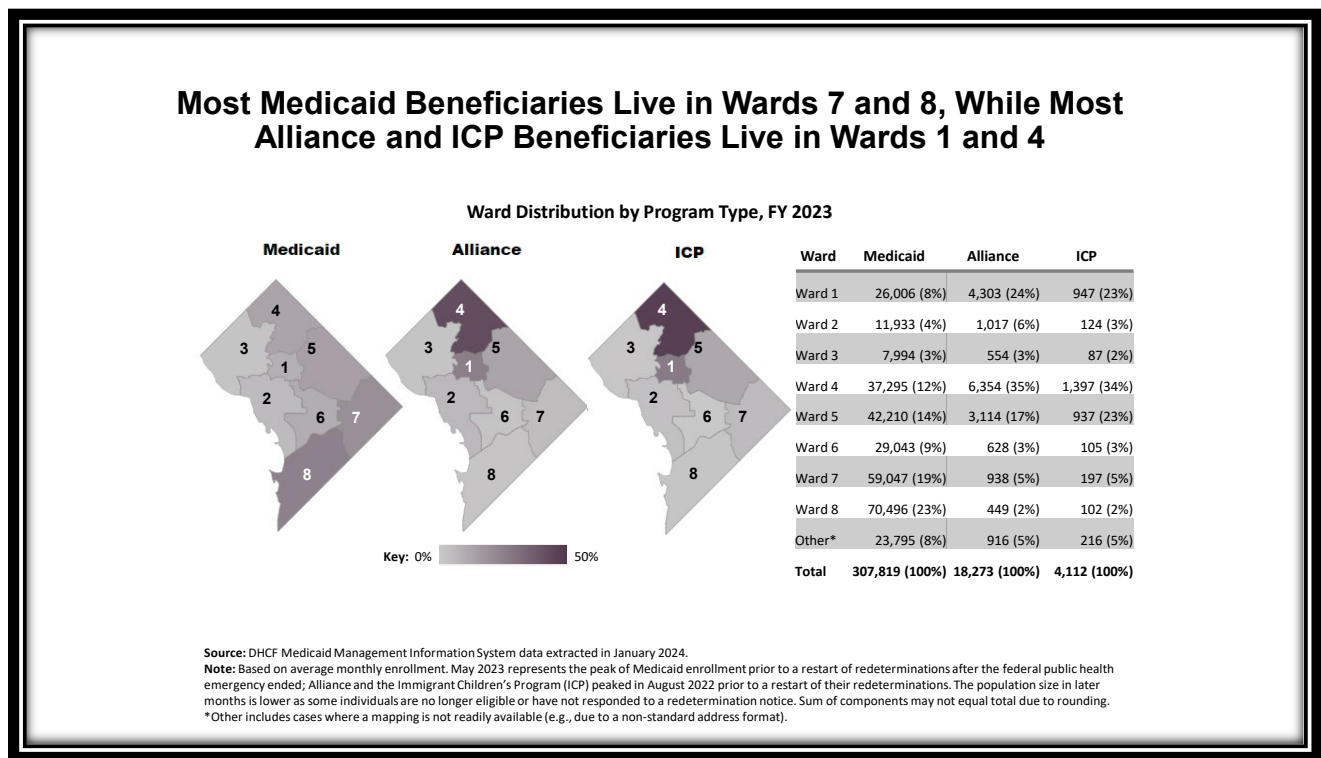 Most Medicaid Beneficiaries Live in Wards 7 and 8, While Most
Alliance and ICP Beneficiaries Live in Wards 1 and 4
Ward Distribution by Program Type, FY 2023
Medicaid
4
3
5
1
2
6
7
8
Alliance
4
3
5
1
2
6
7
8
ICP
4
3
5
1
2
6
7
8
Key: 0% 50%
Ward Medicaid Alliance ICP
Ward 1 26,006 (8%) 4,303 (24%) 947 (23%)
Ward 2 11,933 (4%) 1,017 (6%) 124 (3%)
Ward 3 7,994 (3%) 554 (3%) 87 (2%)
Ward 4 37,295 (12%) 6,354 (35%) 1,397 (34%)
Ward 5 42,210 (14%) 3,114 (17%) 937 (23%)
Ward 6 29,043 (9%) 628 (3%) 105 (3%)
Ward 7 59,047 (19%) 938 (5%) 197 (5%)
Ward 8 70,496 (23%) 449 (2%) 102 (2%)
Other* 23,795 (8%) 916 (5%) 216 (5%)
Total 307,819 (100%) 18,273 (100%) 4,112 (100%)
Source: DHCF Medicaid Management Information System data extracted in January 2024.
Note: Based on average monthly enrollment. May 2023 represents the peak of Medicaid enrollment prior to a restart of redeterminations after the federal public health
emergency ended; Alliance and the Immigrant Children's Program (ICP) peaked in August 2022 prior to a restart of their redeterminations. The population size in later
months is lower as some individuals are no longer eligible or have not responded to a redetermination notice. Sum of components may not equal total due to rounding.
*Other includes cases where a mapping is not readily available (e.g., due to a non-standard address format).